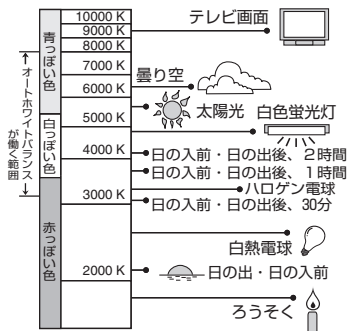 オートホワイトバランス
が働く範囲
青っぽい色
白っぽい色
赤っぽい色
10000 K
9000 K
8000 K
7000 K
6000 K
5000 K
4000 K
3000 K
2000 K
テレビ画面
曇り空
太陽光
白色蛍光灯
日の入前・日の出後、2時間
日の入前・日の出後、1時間
ハロゲン電球
日の入前・日の出後、30分
白熱電球
日の出・日の入前
ろうそく